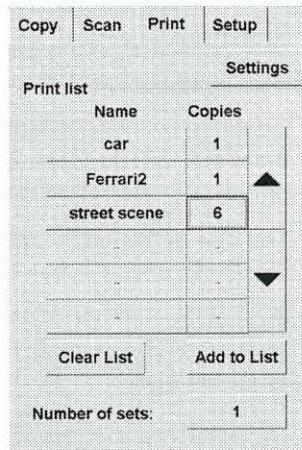 Copy Scan Print Setup
Settings
Print list
Name Copies
car 1
Ferrari2 1
street scene 6
- -
- -
- -
Clear List Add to List
Number of sets: 1